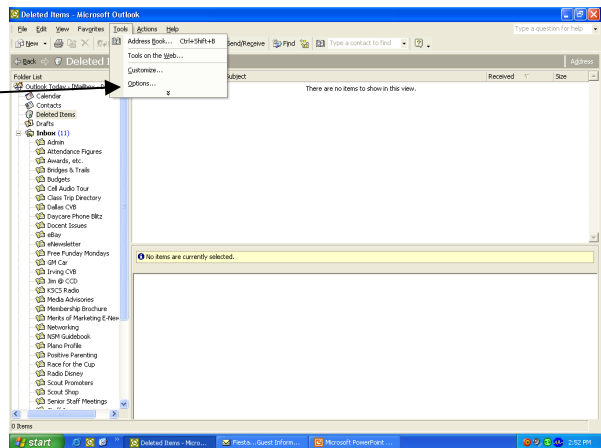 Deleted Items - Microsoft Outlook
File Edit View Favorites Tools Actions Help
Type a question for help
New
Send/Receive Find Type a contact to find
Address Book... Ctrl+Shift+B
Tools on the Web...
Customize...
Options...
Back Deleted I
Address
Folder List
Subject Received Size
Outlook Today - [Mailbox -
There are no items to show in this view.
Calendar
Contacts
Deleted Items
Drafts
Inbox (11)
Admin
Attendance Figures
Awards, etc.
Bridges & Trails
Budgets
Cell Audio Tour
Class Trip Directory
Dallas CVB
Daycare Phone Blitz
Docent Issues
eBay
eNewsletter
Free Funday Mondays
No items are currently selected.
GM Car
Irving CVB
Jim @ CCD
KSCS Radio
Media Advisories
Membership Brochure
Merits of Marketing E-New
Networking
NSM Guidebook
Plano Profile
Positive Parenting
Race for the Cup
Radio Disney
Scout Promoters
Scout Shop
Senior Staff Meetings
0 Items
start Deleted Items - Micro... Fiesta...Guest Inform... Microsoft PowerPoint ... 2:52 PM